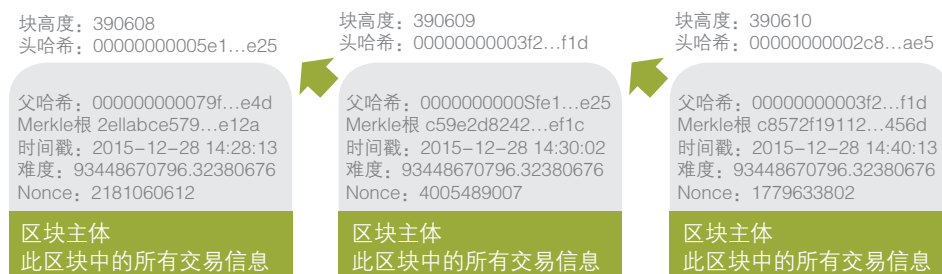 块高度：390608
头哈希：00000000005e1...e25
父哈希：000000000079f...e4d
Merkle根 2ellabce579...e12a
时间戳：2015-12-28 14:28:13
难度：93448670796.32380676
Nonce：2181060612
区块主体
此区块中的所有交易信息
块高度：390609
头哈希：00000000003f2...f1d
父哈希：0000000000Sfe1...e25
Merkle根 c59e2d8242...ef1c
时间戳：2015-12-28 14:30:02
难度：93448670796.32380676
Nonce：4005489007
区块主体
此区块中的所有交易信息
块高度：390610
头哈希：00000000002c8...ae5
父哈希：00000000003f2...f1d
Merkle根 c8572f19112...456d
时间戳：2015-12-28 14:40:13
难度：93448670796.32380676
Nonce：1779633802
区块主体
此区块中的所有交易信息